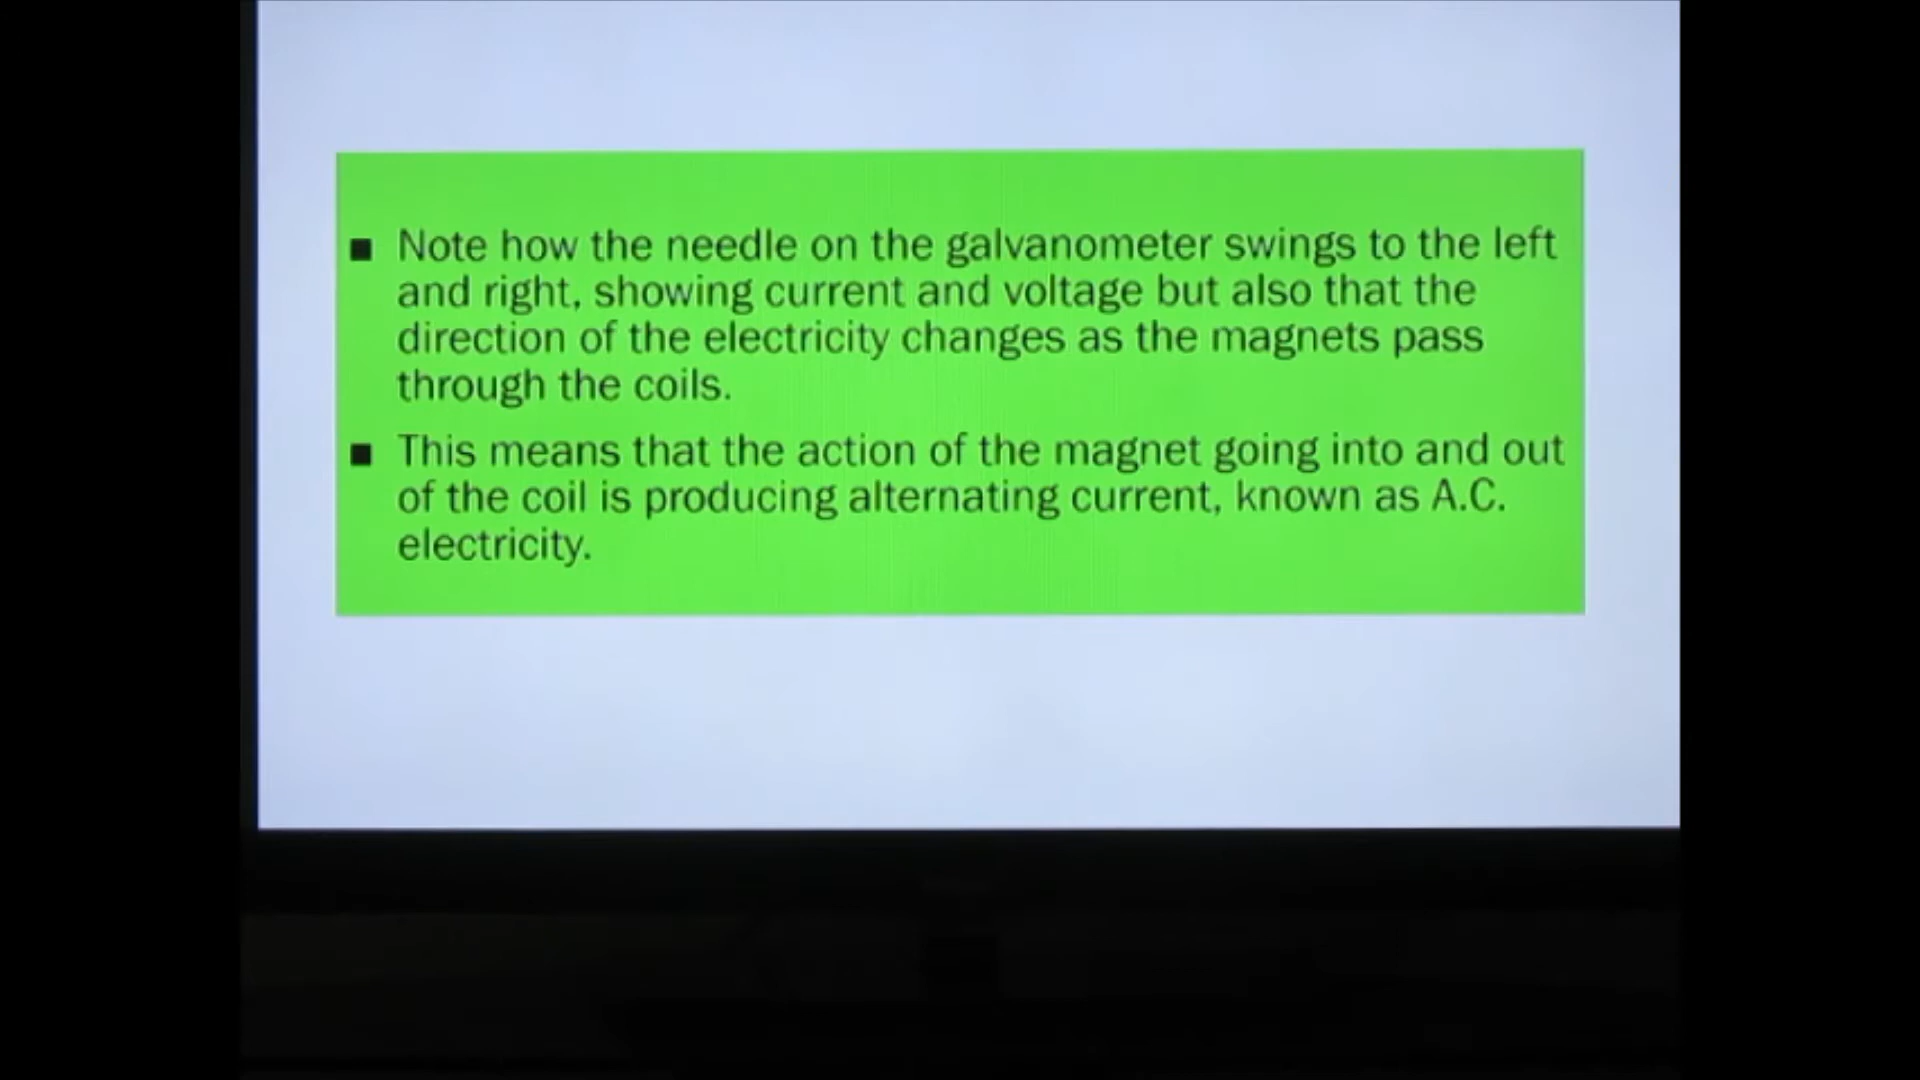 Note how the needle on the galvanometer swings to the left
and right, showing current and voltage but also that the
direction of the electricity changes as the magnets pass
through the coils.
This means that the action of the magnet going into and out
of the coil is producing alternating current, known as A.C.
electricity.